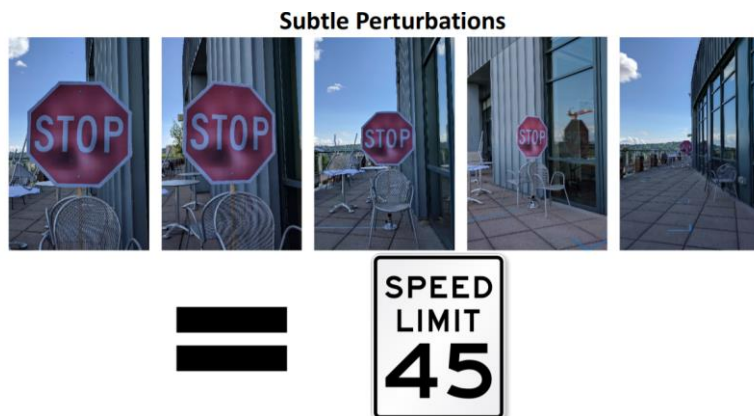 Subtle Perturbations
STOP
STOP
STOP
STOP
SPEED
LIMIT
45